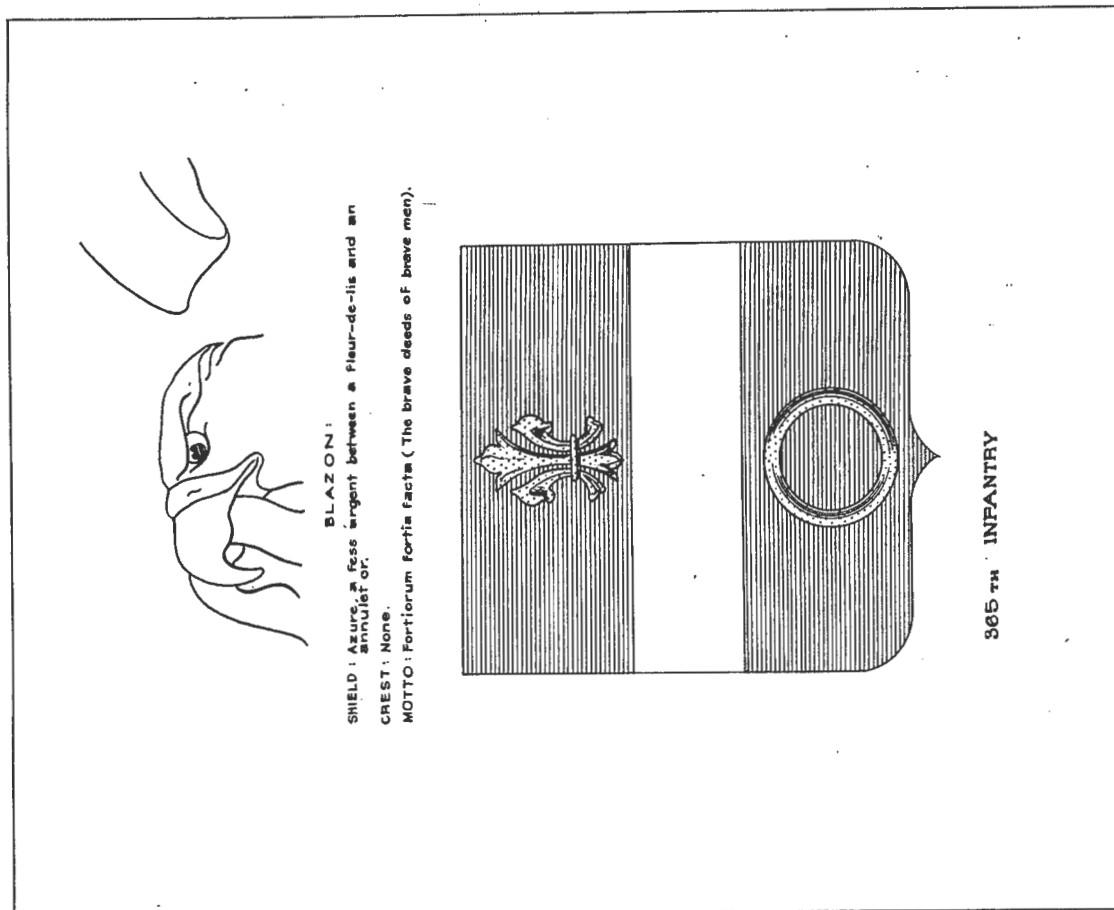 BLAZON:
SHIELD: Azure, a fess argent between a fleur-de-lis and an
annulet or.
CREST: None.
MOTTO: Fortiorum fortia facta (The brave deeds of brave men).
365TH INFANTRY